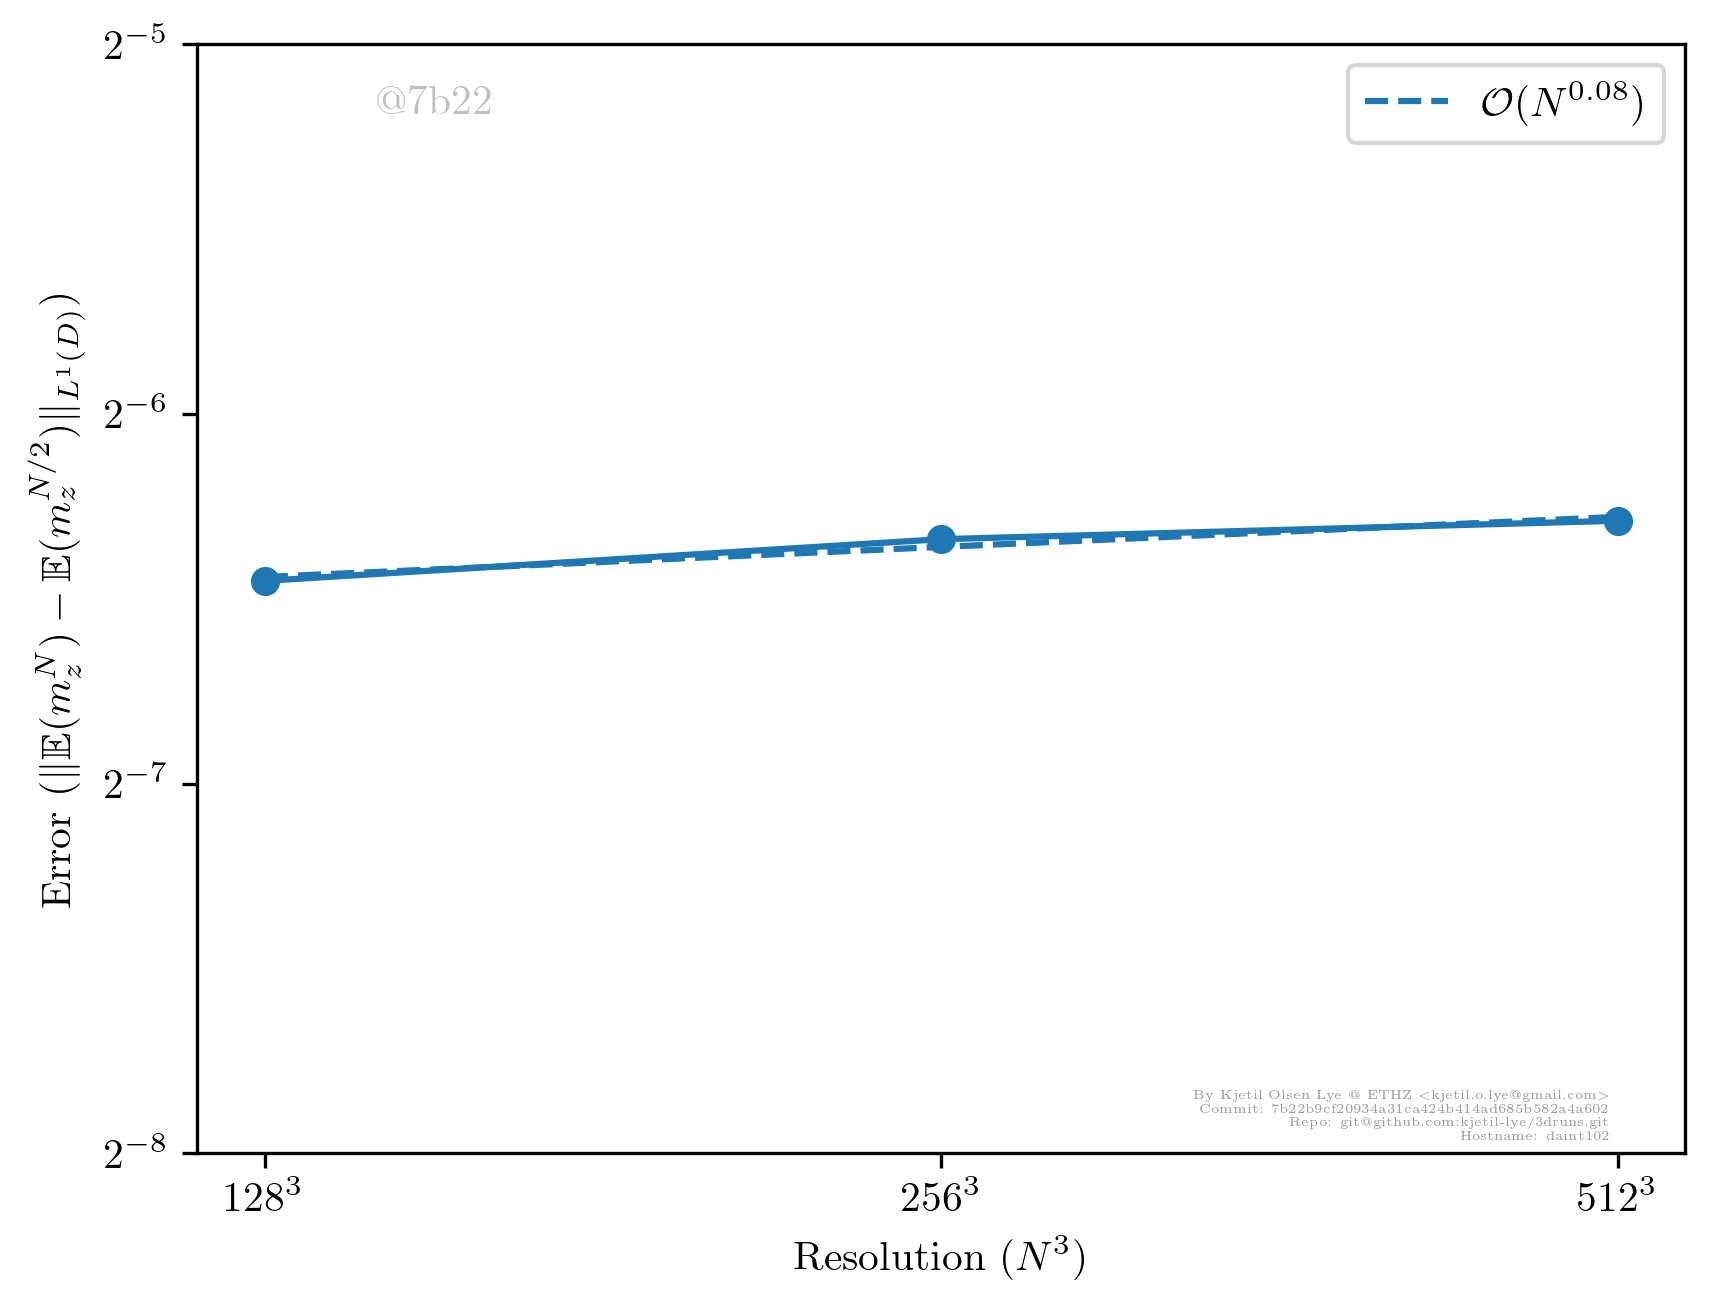 @7b22
𝒪(N^0.08)
2^−5
2^−6
2^−7
2^−8
Error (‖𝔼(m_z^N) − 𝔼(m_z^{N/2})‖_{L^1(D)})
By Kjetil Olsen Lye @ ETHZ <kjetil.o.lye@gmail.com>
Commit: 7b22b9cf20934a31ca424b414ad685b582a4a602
Repo: git@github.com:kjetil-lye/3druns.git
Hostname: daint102
128^3 256^3 512^3
Resolution (N^3)